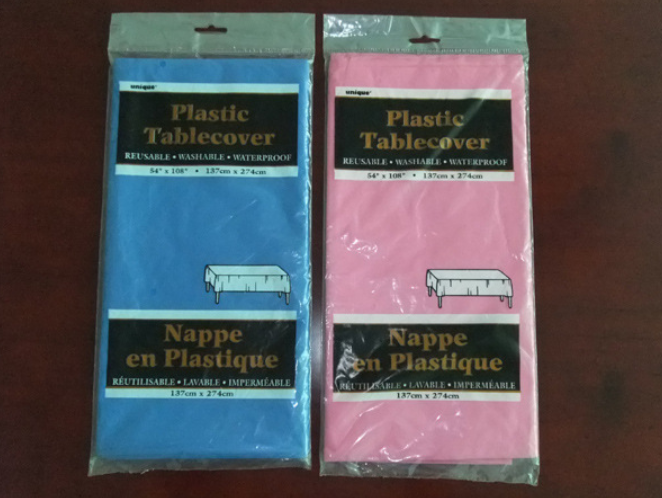 unique
Plastic
Tablecover
REUSABLE • WASHABLE • WATERPROOF
54" x 108" • 137cm x 274cm
Nappe
en Plastique
RÉUTILISABLE • LAVABLE • IMPERMÉABLE
137cm x 274cm
unique
Plastic
Tablecover
REUSABLE • WASHABLE • WATERPROOF
54" x 108" • 137cm x 274cm
Nappe
en Plastique
RÉUTILISABLE • LAVABLE • IMPERMÉABLE
137cm x 274cm